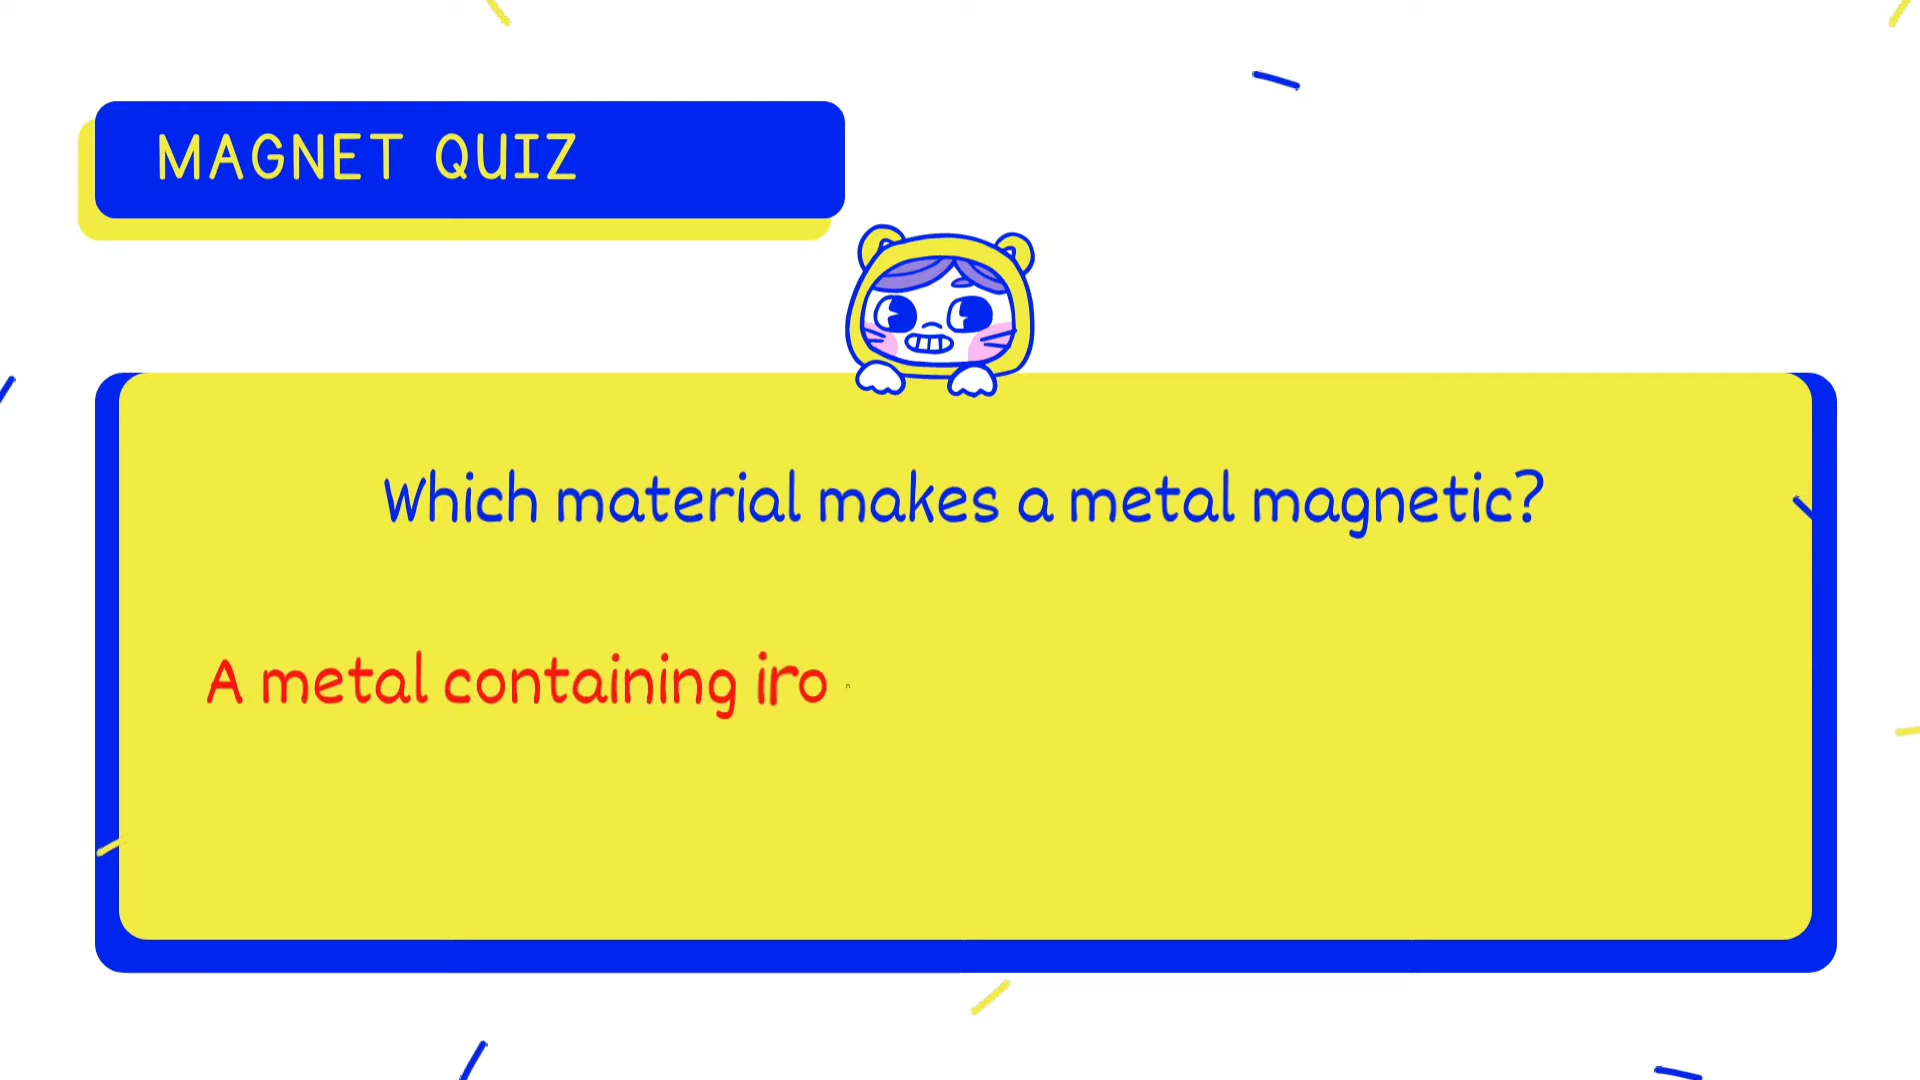 MAGNET QUIZ
Which material makes a metal magnetic?
A metal containing iro